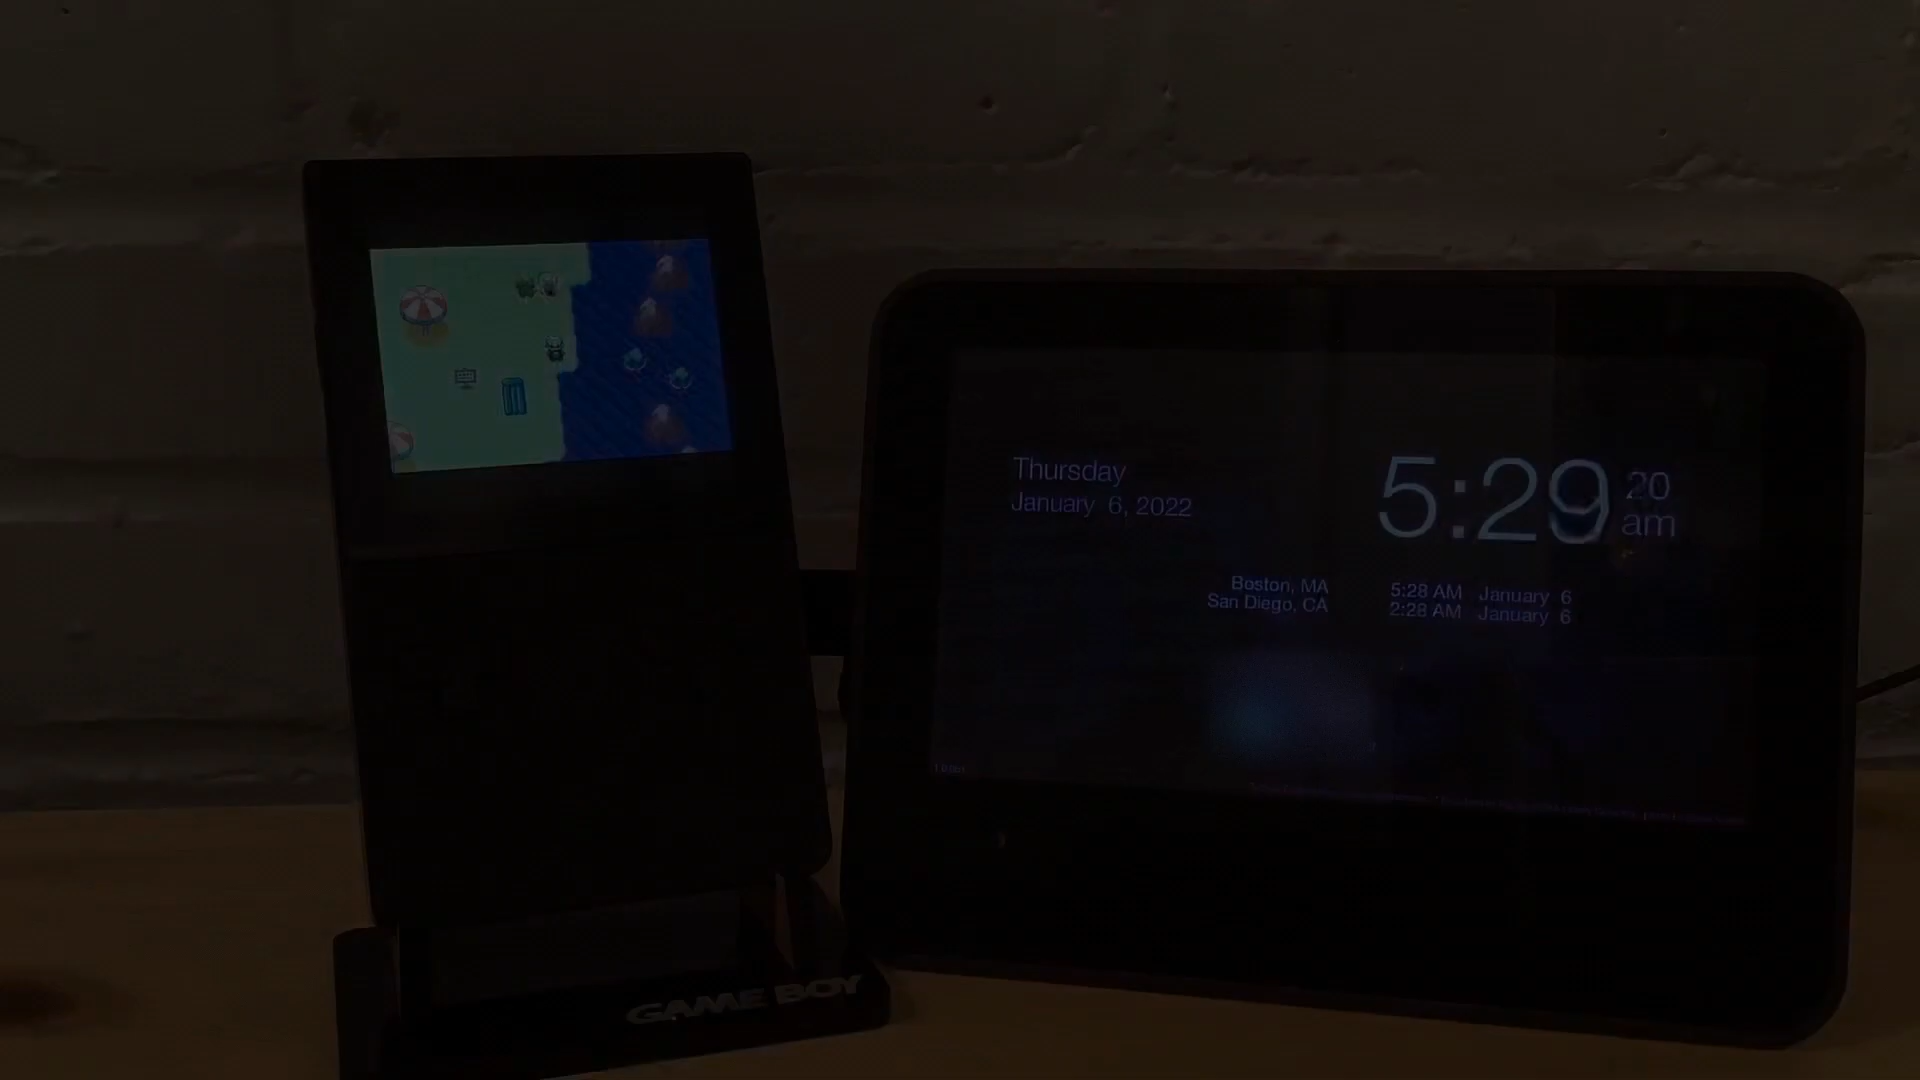 Thursday
January 6, 2022
5:29 20 am
Boston, MA 5:28 AM January 6
San Diego, CA 2:28 AM January 6
GAME BOY